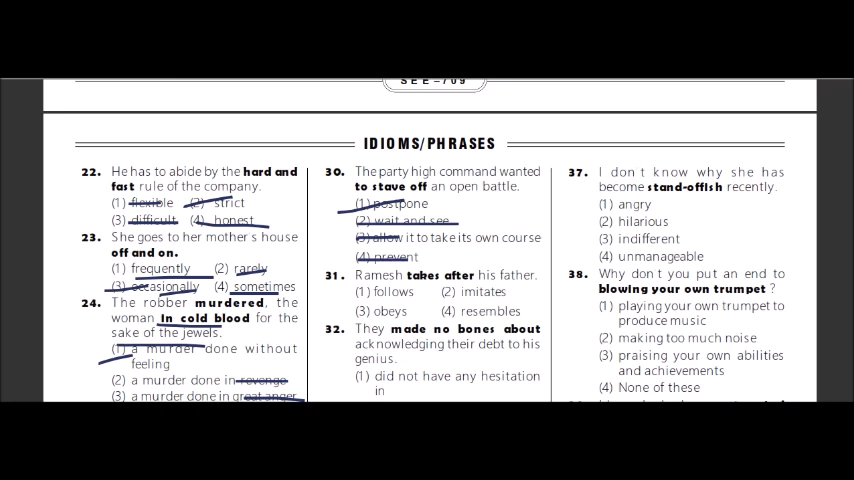 SEE-709
IDIOMS/PHRASES
22. He has to abide by the hard and
fast rule of the company.
(1) flexible (2) strict
(3) difficult (4) honest
23. She goes to her mother's house
off and on.
(1) frequently (2) rarely
(3) occasionally (4) sometimes
24. The robber murdered, the
woman in cold blood for the
sake of the jewels.
(1) a murder done without
feeling
(2) a murder done in revenge
(3) a murder done in great anger
30. The party high command wanted
to stave off an open battle.
(1) postpone
(2) wait and see
(3) allow it to take its own course
(4) prevent
31. Ramesh takes after his father.
(1) follows (2) imitates
(3) obeys (4) resembles
32. They made no bones about
acknowledging their debt to his
genius.
(1) did not have any hesitation
in
37. I don t know why she has
become stand-offish recently.
(1) angry
(2) hilarious
(3) indifferent
(4) unmanageable
38. Why don t you put an end to
blowing your own trumpet ?
(1) playing your own trumpet to
produce music
(2) making too much noise
(3) praising your own abilities
and achievements
(4) None of these